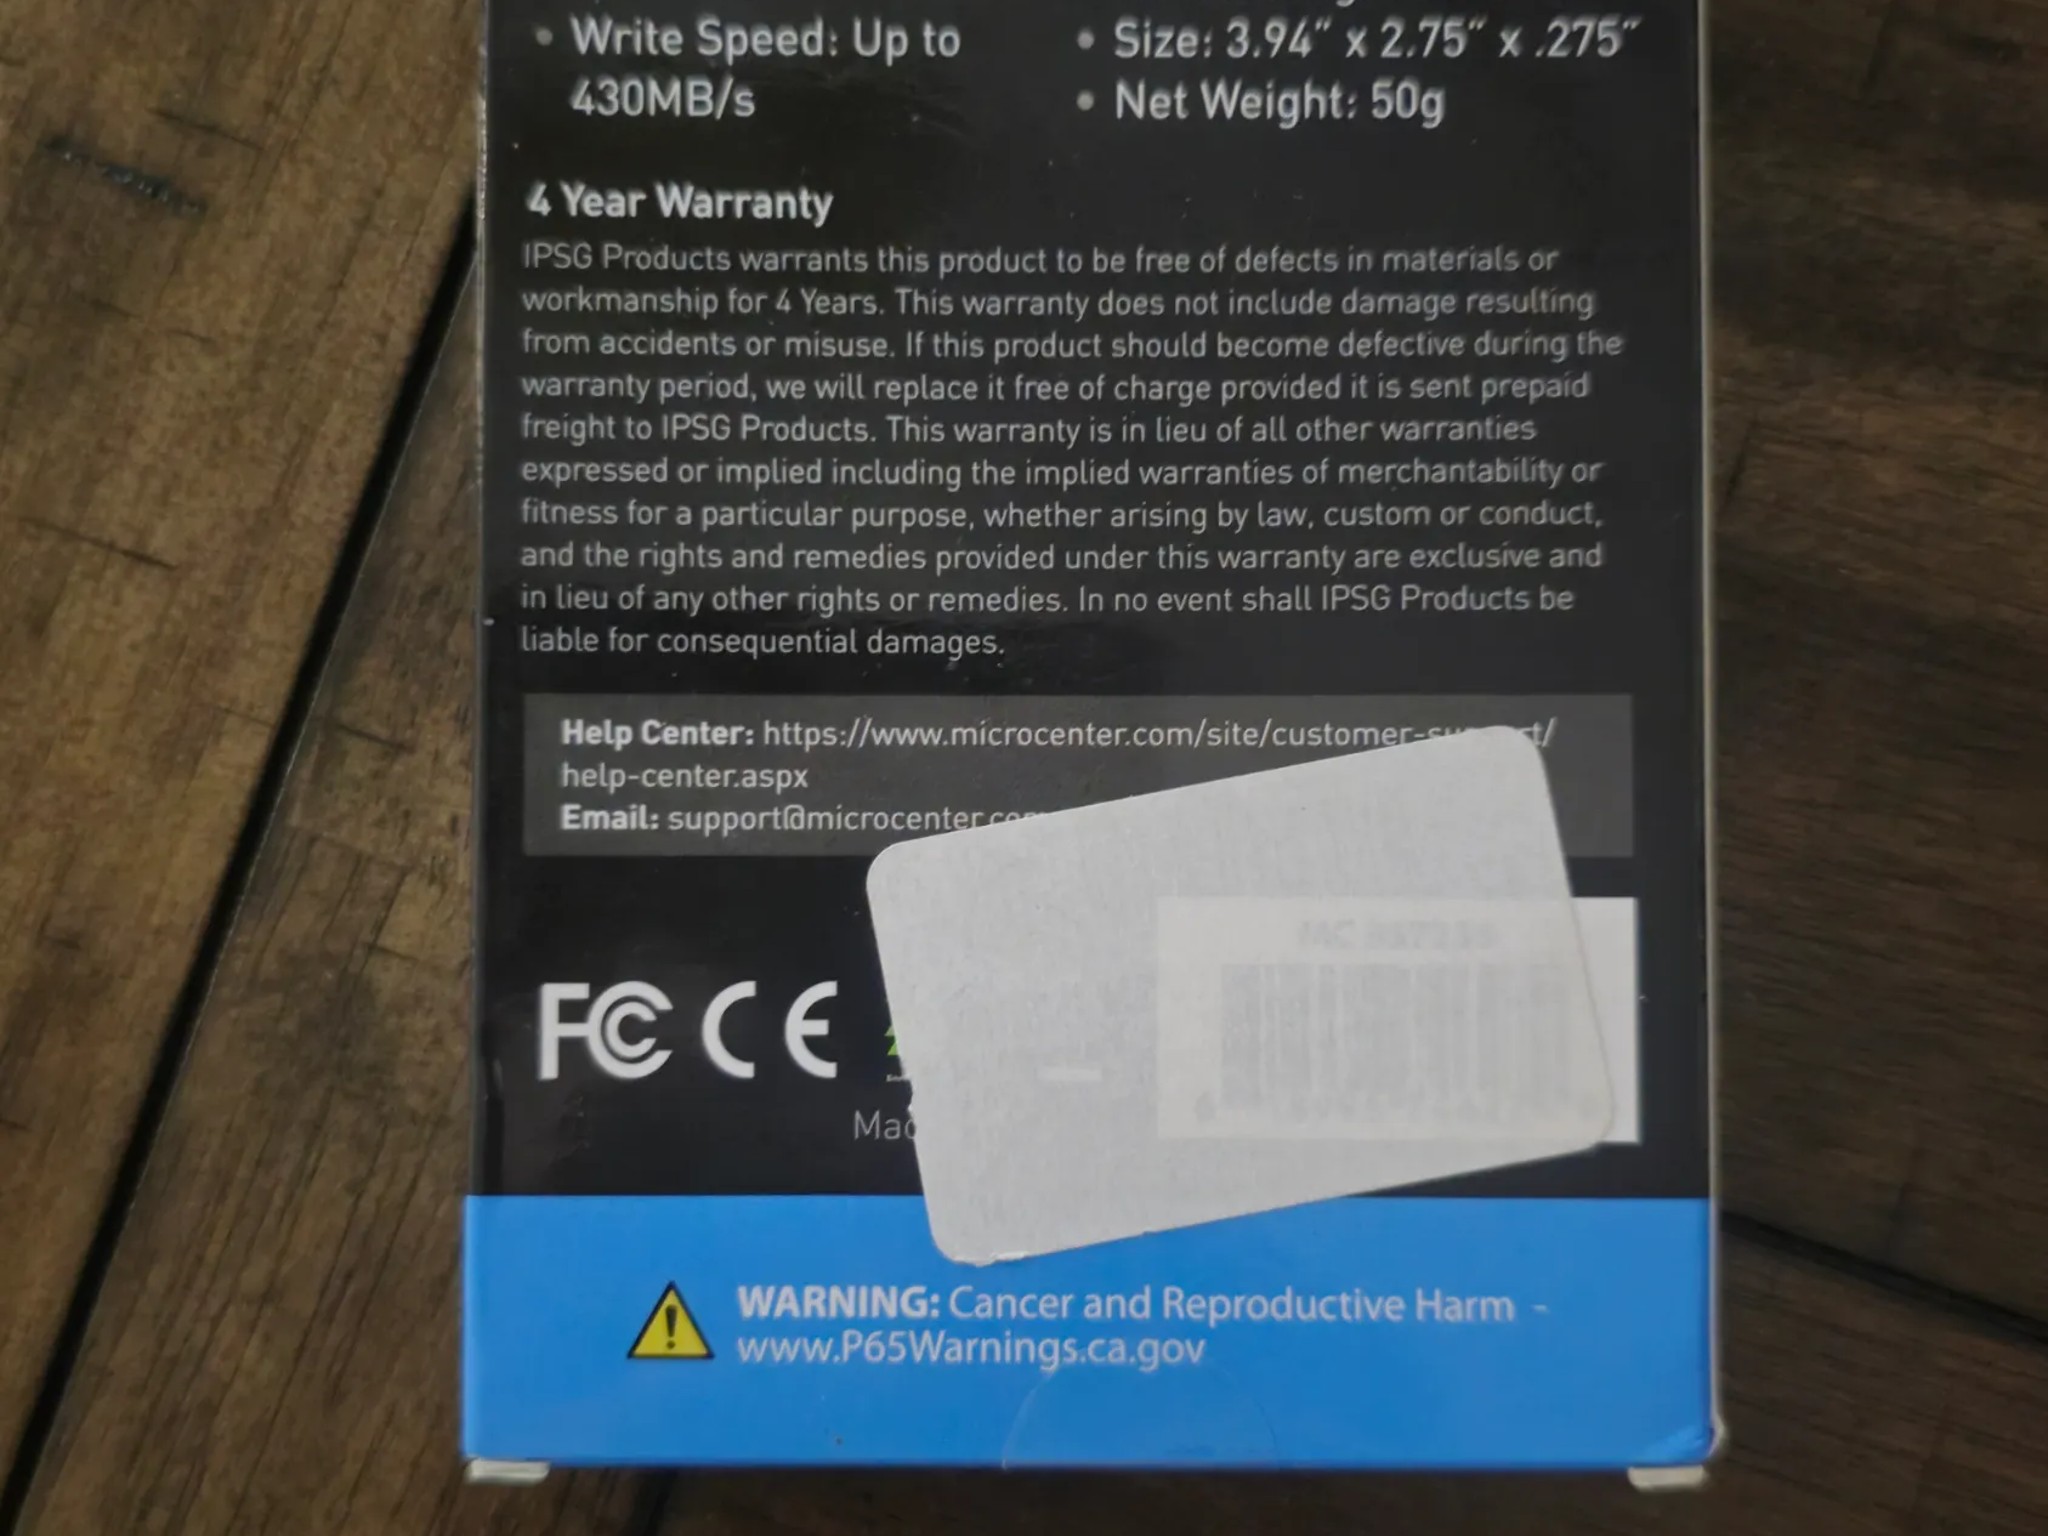 • Write Speed: Up to
430MB/s
• Size: 3.94" x 2.75" x .275"
• Net Weight: 50g
4 Year Warranty
IPSG Products warrants this product to be free of defects in materials or
workmanship for 4 Years. This warranty does not include damage resulting
from accidents or misuse. If this product should become defective during the
warranty period, we will replace it free of charge provided it is sent prepaid
freight to IPSG Products. This warranty is in lieu of all other warranties
expressed or implied including the implied warranties of merchantability or
fitness for a particular purpose, whether arising by law, custom or conduct,
and the rights and remedies provided under this warranty are exclusive and
in lieu of any other rights or remedies. In no event shall IPSG Products be
liable for consequential damages.
Help Center: https://www.microcenter.com/site/customer-
help-center.aspx
Email: support@microcenter.com
FC CE
WARNING: Cancer and Reproductive Harm -
www.P65Warnings.ca.gov